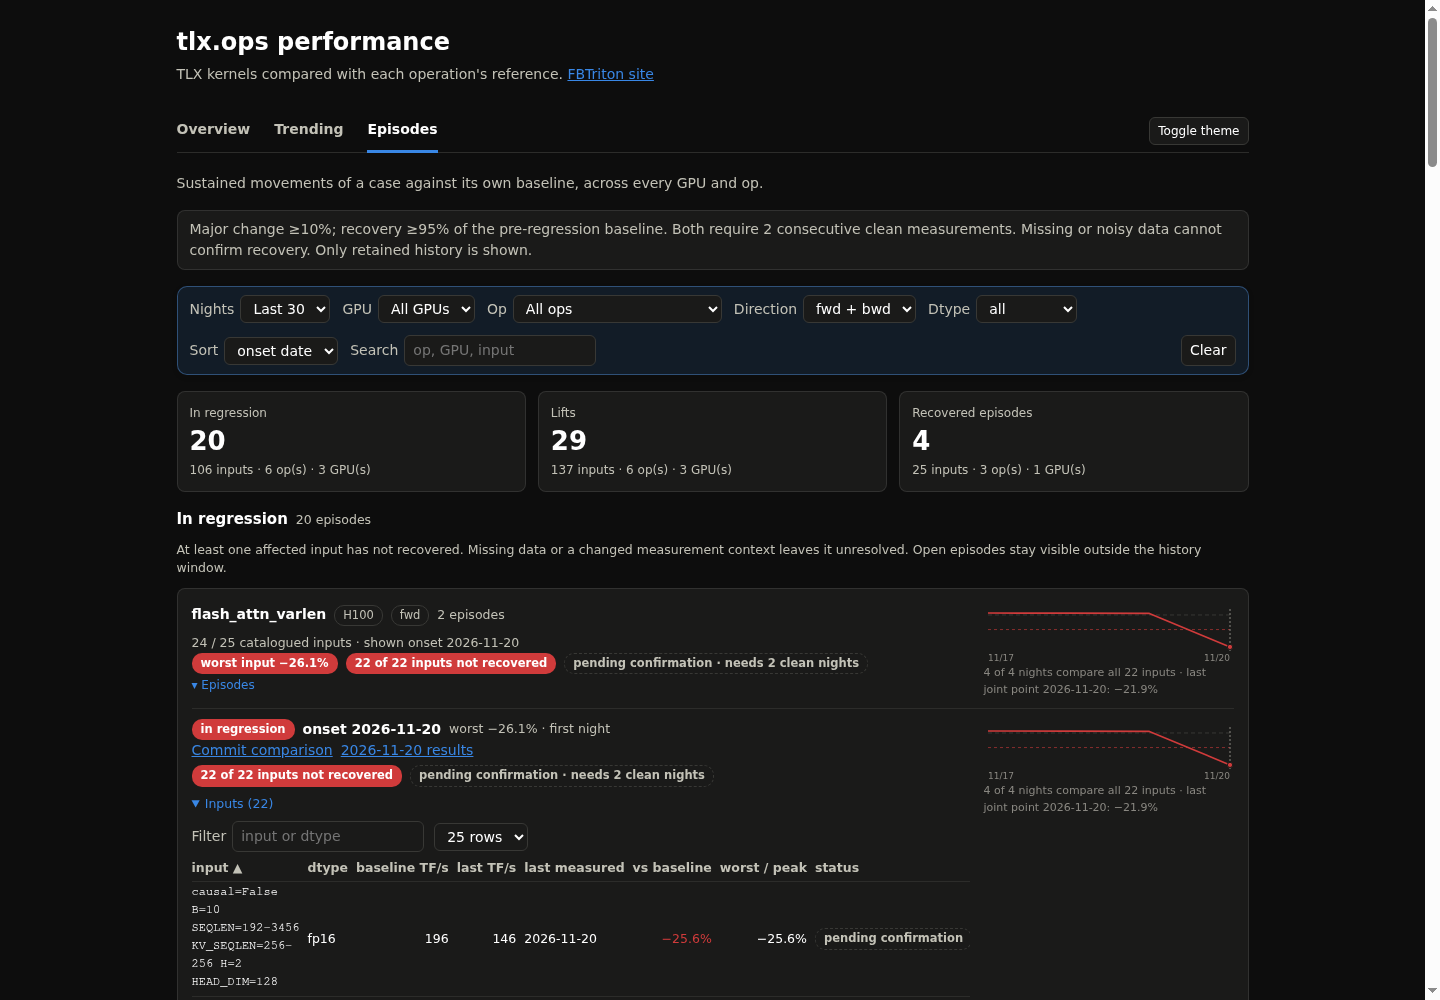 tlx.ops performance
TLX kernels compared with each operation's reference. FBTriton site
Overview Trending Episodes Toggle theme
Sustained movements of a case against its own baseline, across every GPU and op.
Major change ≥10%; recovery ≥95% of the pre-regression baseline. Both require 2 consecutive clean measurements. Missing or noisy data cannot
confirm recovery. Only retained history is shown.
Nights Last 30 GPU All GPUs Op All ops Direction fwd + bwd Dtype all
Sort onset date Search op, GPU, input Clear
In regression
20
106 inputs · 6 op(s) · 3 GPU(s)
Lifts
29
137 inputs · 6 op(s) · 3 GPU(s)
Recovered episodes
4
25 inputs · 3 op(s) · 1 GPU(s)
In regression 20 episodes
At least one affected input has not recovered. Missing data or a changed measurement context leaves it unresolved. Open episodes stay visible outside the history
window.
flash_attn_varlen H100 fwd 2 episodes
24 / 25 catalogued inputs · shown onset 2026-11-20
worst input −26.1% 22 of 22 inputs not recovered pending confirmation · needs 2 clean nights
▾ Episodes
11/17 11/20
4 of 4 nights compare all 22 inputs · last
joint point 2026-11-20: −21.9%
in regression onset 2026-11-20 worst −26.1% · first night
Commit comparison 2026-11-20 results
22 of 22 inputs not recovered pending confirmation · needs 2 clean nights
▼ Inputs (22)
11/17 11/20
4 of 4 nights compare all 22 inputs · last
joint point 2026-11-20: −21.9%
Filter input or dtype 25 rows
input ▲ dtype baseline TF/s last TF/s last measured vs baseline worst / peak status
causal=False
B=10
SEQLEN=192-3456
KV_SEQLEN=256-
256 H=2
HEAD_DIM=128
fp16 196 146 2026-11-20 −25.6% −25.6% pending confirmation